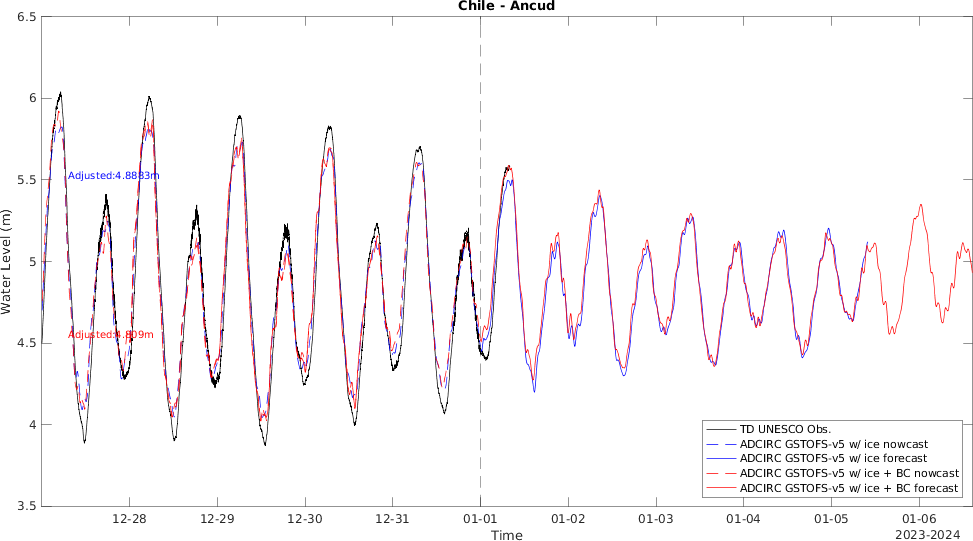 Chile - Ancud
6.5
6
5.5
5
4.5
4
3.5
Water Level (m)
Adjusted:4.8883m
Adjusted:4.809m
TD UNESCO Obs.
ADCIRC GSTOFS-v5 w/ ice nowcast
ADCIRC GSTOFS-v5 w/ ice forecast
ADCIRC GSTOFS-v5 w/ ice + BC nowcast
ADCIRC GSTOFS-v5 w/ ice + BC forecast
12-28 12-29 12-30 12-31 01-01 01-02 01-03 01-04 01-05 01-06
Time
2023-2024